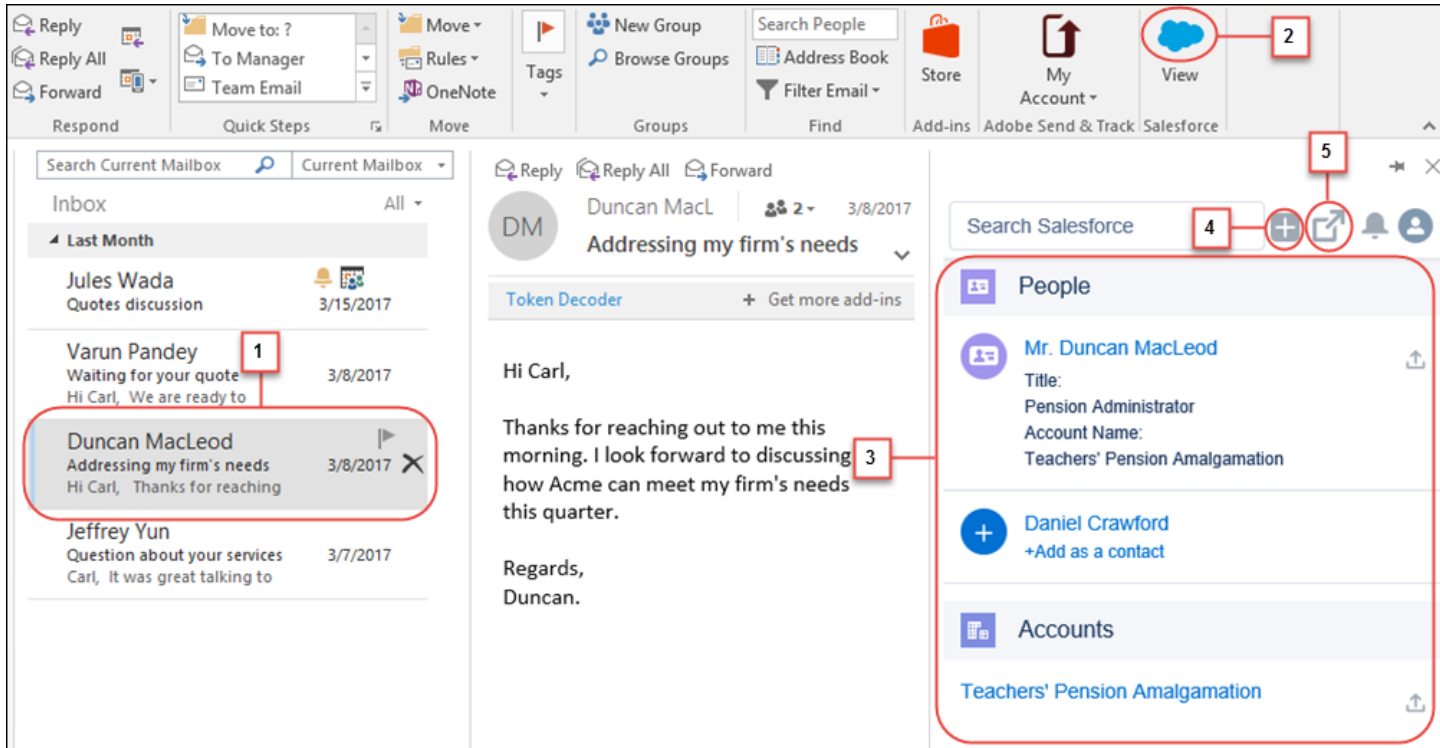 Reply
Reply All
Forward
Respond
Move to: ?
To Manager
Team Email
Quick Steps
Move
Rules
OneNote
Move
Tags
New Group
Browse Groups
Groups
Search People
Address Book
Filter Email
Find
Store
Add-ins
My
Account
Adobe Send & Track
View
Salesforce
2
Search Current Mailbox
Current Mailbox
Inbox
All
Last Month
Jules Wada
Quotes discussion 3/15/2017
Varun Pandey
Waiting for your quote 3/8/2017
Hi Carl, We are ready to
1
Duncan MacLeod
Addressing my firm's needs 3/8/2017
Hi Carl, Thanks for reaching
Jeffrey Yun
Question about your services 3/7/2017
Carl, It was great talking to
Reply Reply All Forward
DM
Duncan MacL 2 3/8/2017
Addressing my firm's needs
Token Decoder + Get more add-ins
Hi Carl,
Thanks for reaching out to me this
morning. I look forward to discussing
how Acme can meet my firm's needs
this quarter.
Regards,
Duncan.
3
5
Search Salesforce
4
People
Mr. Duncan MacLeod
Title:
Pension Administrator
Account Name:
Teachers' Pension Amalgamation
Daniel Crawford
+Add as a contact
Accounts
Teachers' Pension Amalgamation